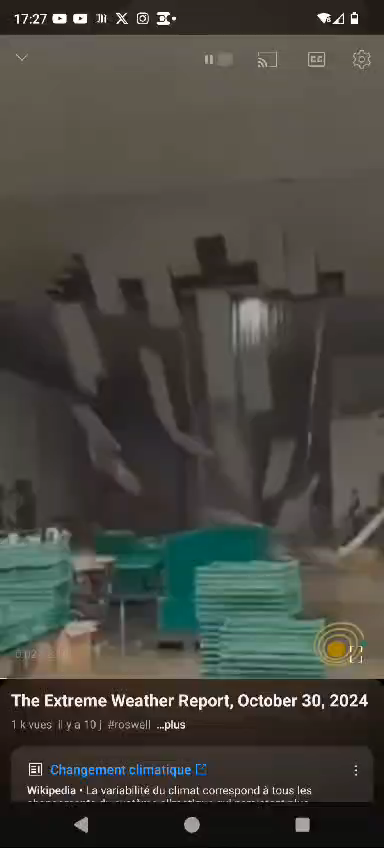 17:27
CC
The Extreme Weather Report, October 30, 2024
1 k vues il y a 10 j #roswell ...plus
Changement climatique
Wikipedia • La variabilité du climat correspond à tous les